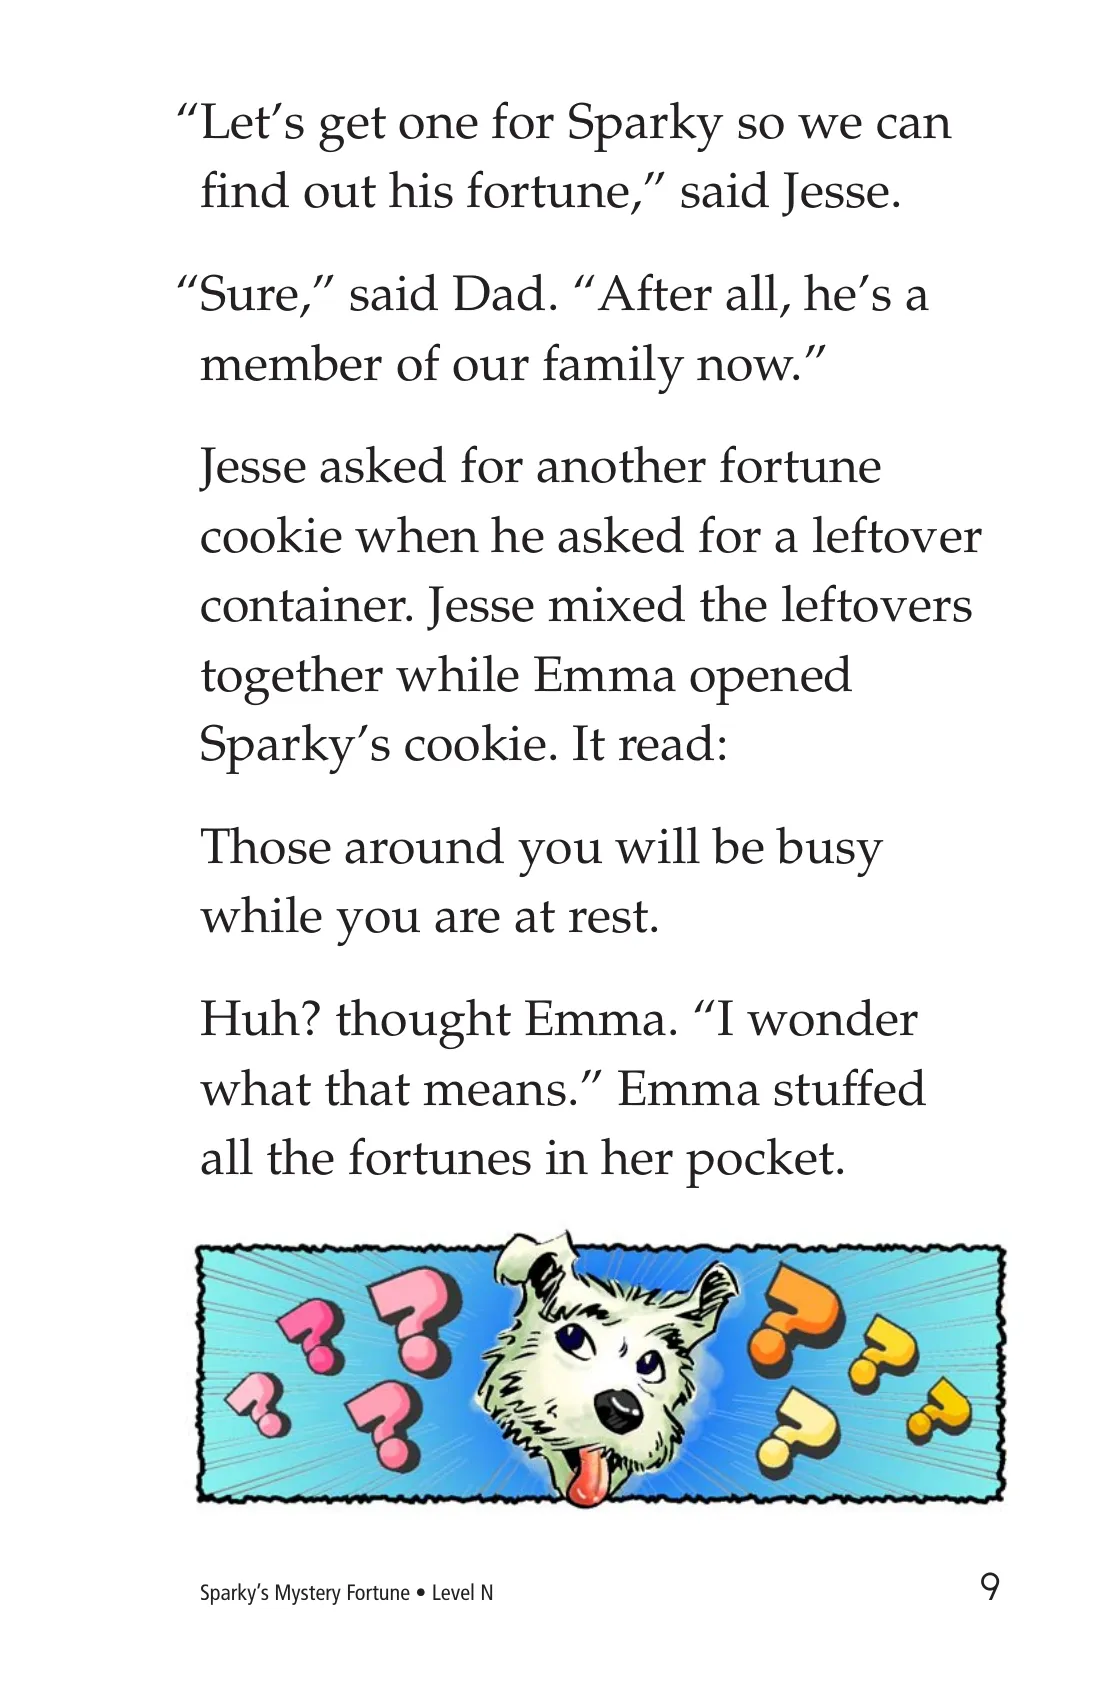 “Let’s get one for Sparky so we can
find out his fortune,” said Jesse.
“Sure,” said Dad. “After all, he’s a
member of our family now.”
Jesse asked for another fortune
cookie when he asked for a leftover
container. Jesse mixed the leftovers
together while Emma opened
Sparky’s cookie. It read:
Those around you will be busy
while you are at rest.
Huh? thought Emma. “I wonder
what that means.” Emma stuffed
all the fortunes in her pocket.
? ? ? ? ? ? ? ?
Sparky’s Mystery Fortune • Level N 9